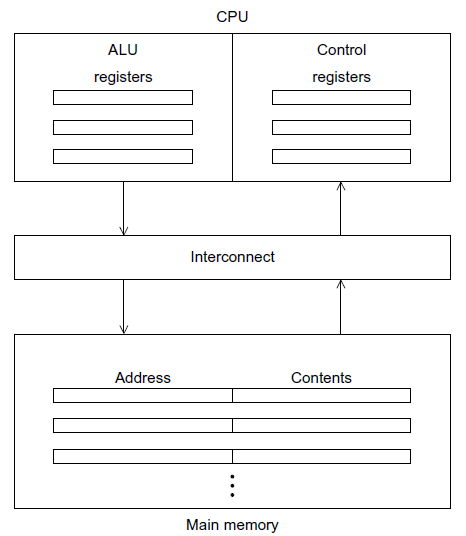 CPU
ALU
registers
Control
registers
Interconnect
Address
Contents
Main memory